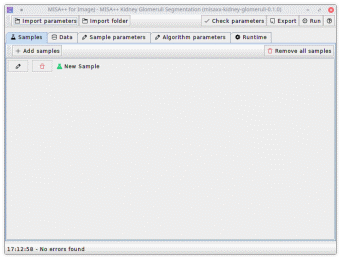 MISA++ for ImageJ - MISA++ Kidney Glomeruli Segmentation (misaxx-kidney-glomeruli-0.1.0)
Import parameters Import folder Check parameters Export Run
Samples Data Sample parameters Algorithm parameters Runtime
Add samples Remove all samples
New Sample
17:12:58 - No errors found